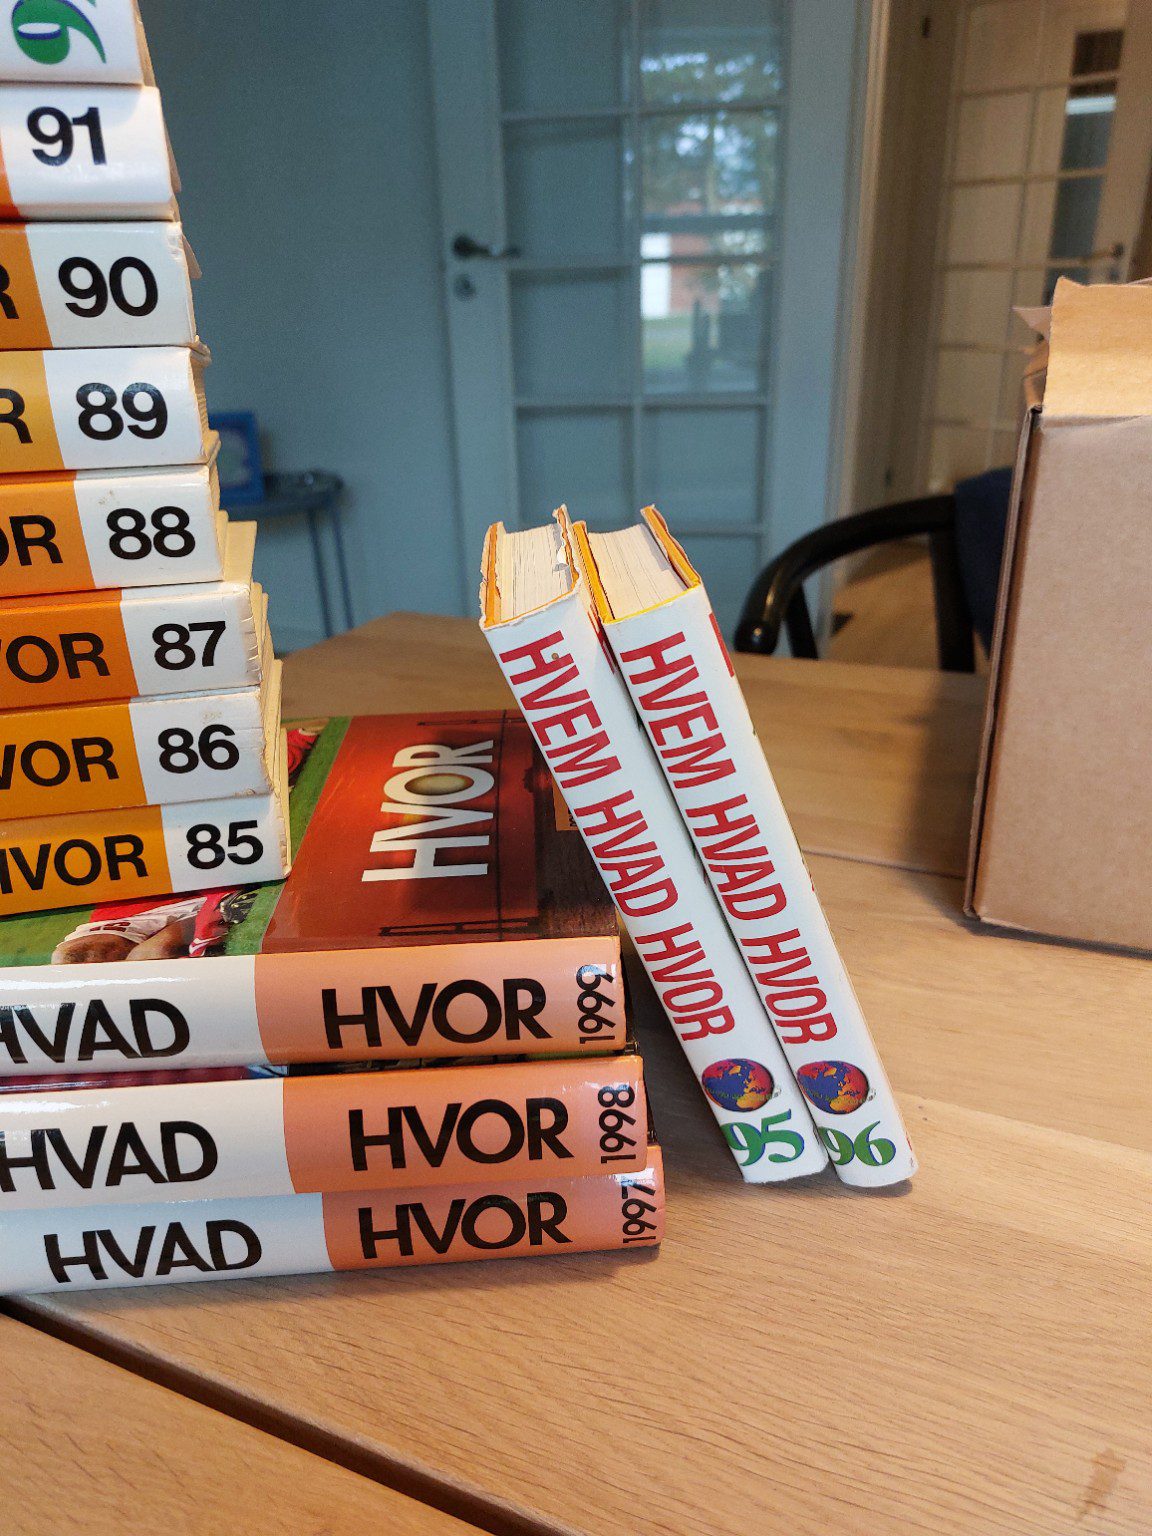 9
91
90
89
OR 88
VOR 87
VOR 86
HVOR 85
HVOR
HVAD HVOR 1999
HVAD HVOR 1998
HVAD HVOR 1997
HVEM HVAD HVOR 95
HVEM HVAD HVOR 96